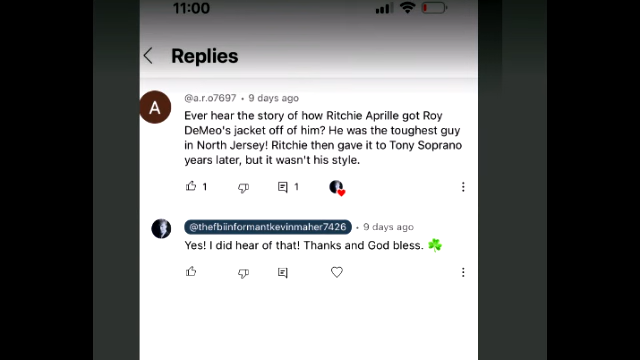 11:00
Replies
A
@a.r.o7697 • 9 days ago
Ever hear the story of how Ritchie Aprille got Roy
DeMeo's jacket off of him? He was the toughest guy
in North Jersey! Ritchie then gave it to Tony Soprano
years later, but it wasn't his style.
1
1
@thefbiinformantkevinmaher7426 • 9 days ago
Yes! I did hear of that! Thanks and God bless. ☘️